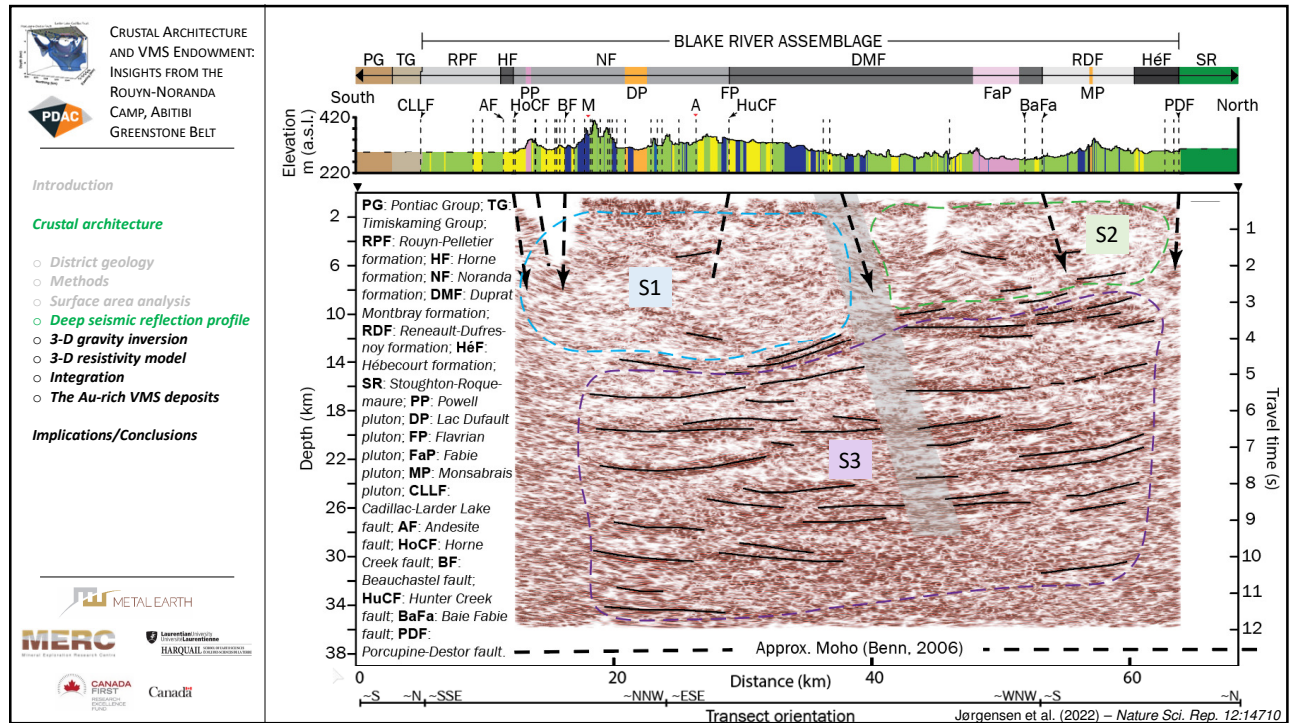 CRUSTAL ARCHITECTURE
AND VMS ENDOWMENT:
INSIGHTS FROM THE
ROUYN-NORANDA
CAMP, ABITIBI
GREENSTONE BELT
PDAC
Introduction
Crustal architecture
District geology
Methods
Surface area analysis
Deep seismic reflection profile
3-D gravity inversion
3-D resistivity model
Integration
The Au-rich VMS deposits
Implications/Conclusions
METAL EARTH
MERC
Mineral Exploration Research Centre
LaurentianUniversity
UniversitéLaurentienne
HARQUAIL
CANADA
FIRST
RESEARCH
EXCELLENCE
FUND
Canada
BLAKE RIVER ASSEMBLAGE
PG TG RPF HF NF DMF RDF HéF SR
PP DP FP FaP MP
South CLLF AF HoCF BF M A HuCF BaFa PDF North
Elevation
m (a.s.l.)
420
220
PG: Pontiac Group; TG:
Timiskaming Group;
RPF: Rouyn-Pelletier
formation; HF: Horne
formation; NF: Noranda
formation; DMF: Duprat
Montbray formation;
RDF: Reneault-Dufres-
noy formation; HéF:
Hébecourt formation;
SR: Stoughton-Roque-
maure; PP: Powell
pluton; DP: Lac Dufault
pluton; FP: Flavrian
pluton; FaP: Fabie
pluton; MP: Monsabrais
pluton; CLLF:
Cadillac-Larder Lake
fault; AF: Andesite
fault; HoCF: Horne
Creek fault; BF:
Beauchastel fault;
HuCF: Hunter Creek
fault; BaFa: Baie Fabie
fault; PDF:
Porcupine-Destor fault.
S1
S2
S3
Depth (km)
2
6
10
14
18
22
26
30
34
38
Travel time (s)
1
2
3
4
5
6
7
8
9
10
11
12
Approx. Moho (Benn, 2006)
0 20 40 60
Distance (km)
~S ~N ~SSE ~NNW ~ESE ~WNW ~S ~N
Transect orientation
Jørgensen et al. (2022) – Nature Sci. Rep. 12:14710